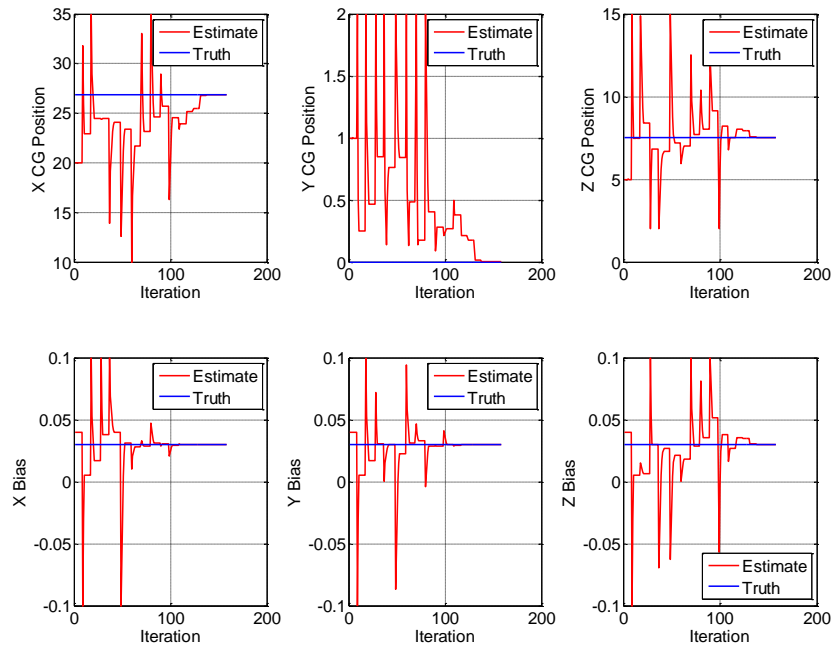 35
30
25
20
15
10
X CG Position
0
100
200
Iteration
Estimate
Truth
2
1.5
1
0.5
0
Y CG Position
0
100
200
Iteration
Estimate
Truth
15
10
5
0
Z CG Position
0
100
200
Iteration
Estimate
Truth
0.1
0.05
0
-0.05
-0.1
X Bias
0
100
200
Iteration
Estimate
Truth
0.1
0.05
0
-0.05
-0.1
Y Bias
0
100
200
Iteration
Estimate
Truth
0.1
0.05
0
-0.05
-0.1
Z Bias
0
100
200
Iteration
Estimate
Truth